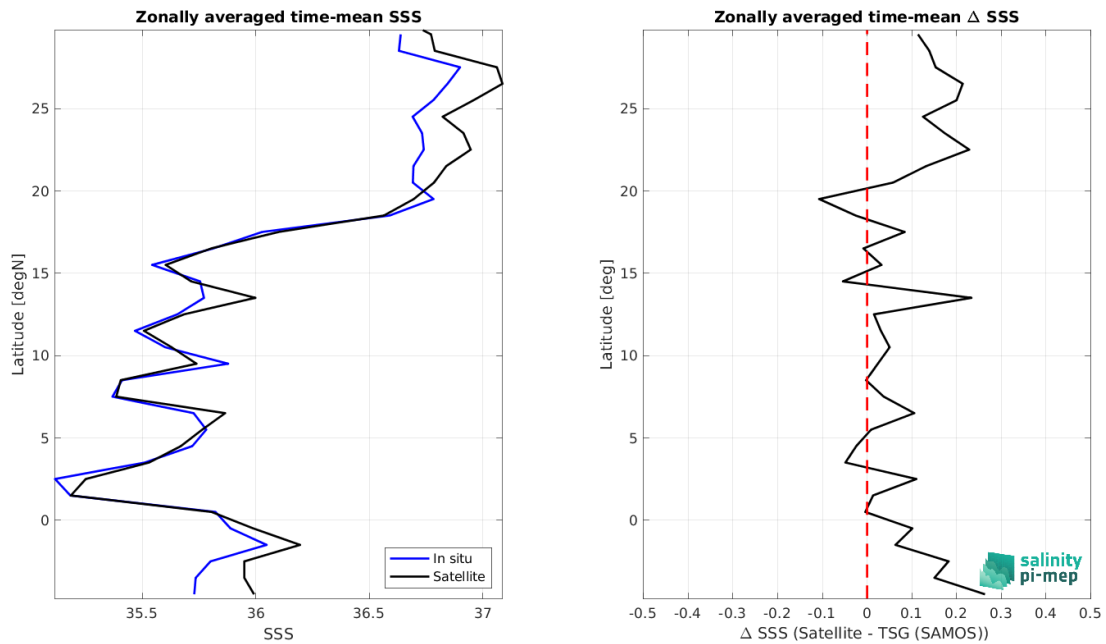 Zonally averaged time-mean SSS
25
20
15
10
5
0
Latitude [degN]
35.5
36
36.5
37
SSS
In situ
Satellite
Zonally averaged time-mean Δ SSS
25
20
15
10
5
0
Latitude [deg]
-0.5
-0.4
-0.3
-0.2
-0.1
0
0.1
0.2
0.3
0.4
0.5
Δ SSS (Satellite - TSG (SAMOS))
salinity
pi-mep